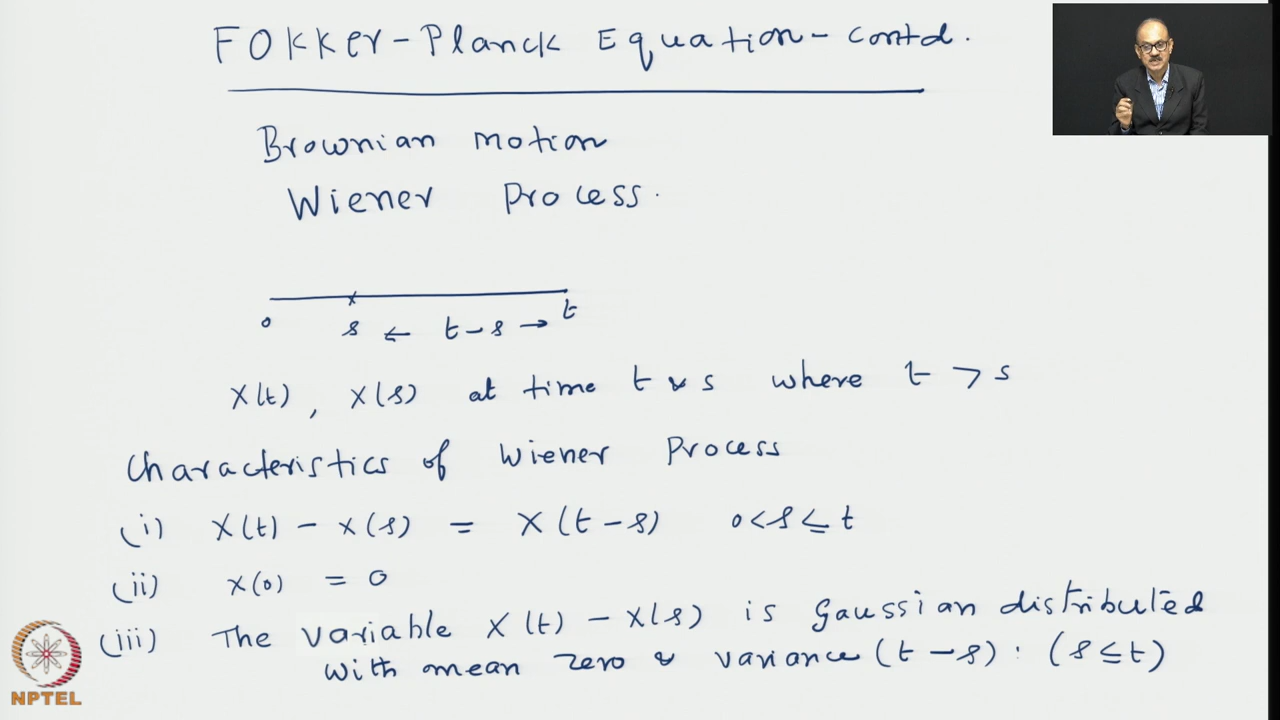 FOKKer-Planck Equation- contd.
Brownian motion
Wiener Process.
0 s ← t-s → t
X(t), X(s) at time t & s where t > s
Characteristics of Wiener Process
(i) X(t) - X(s) = X(t-s) 0<s≤t
(ii) X(0) = 0
(iii) The variable X(t) - X(s) is Gaussian distributed
with mean zero & variance (t-s): (s≤t)
NPTEL